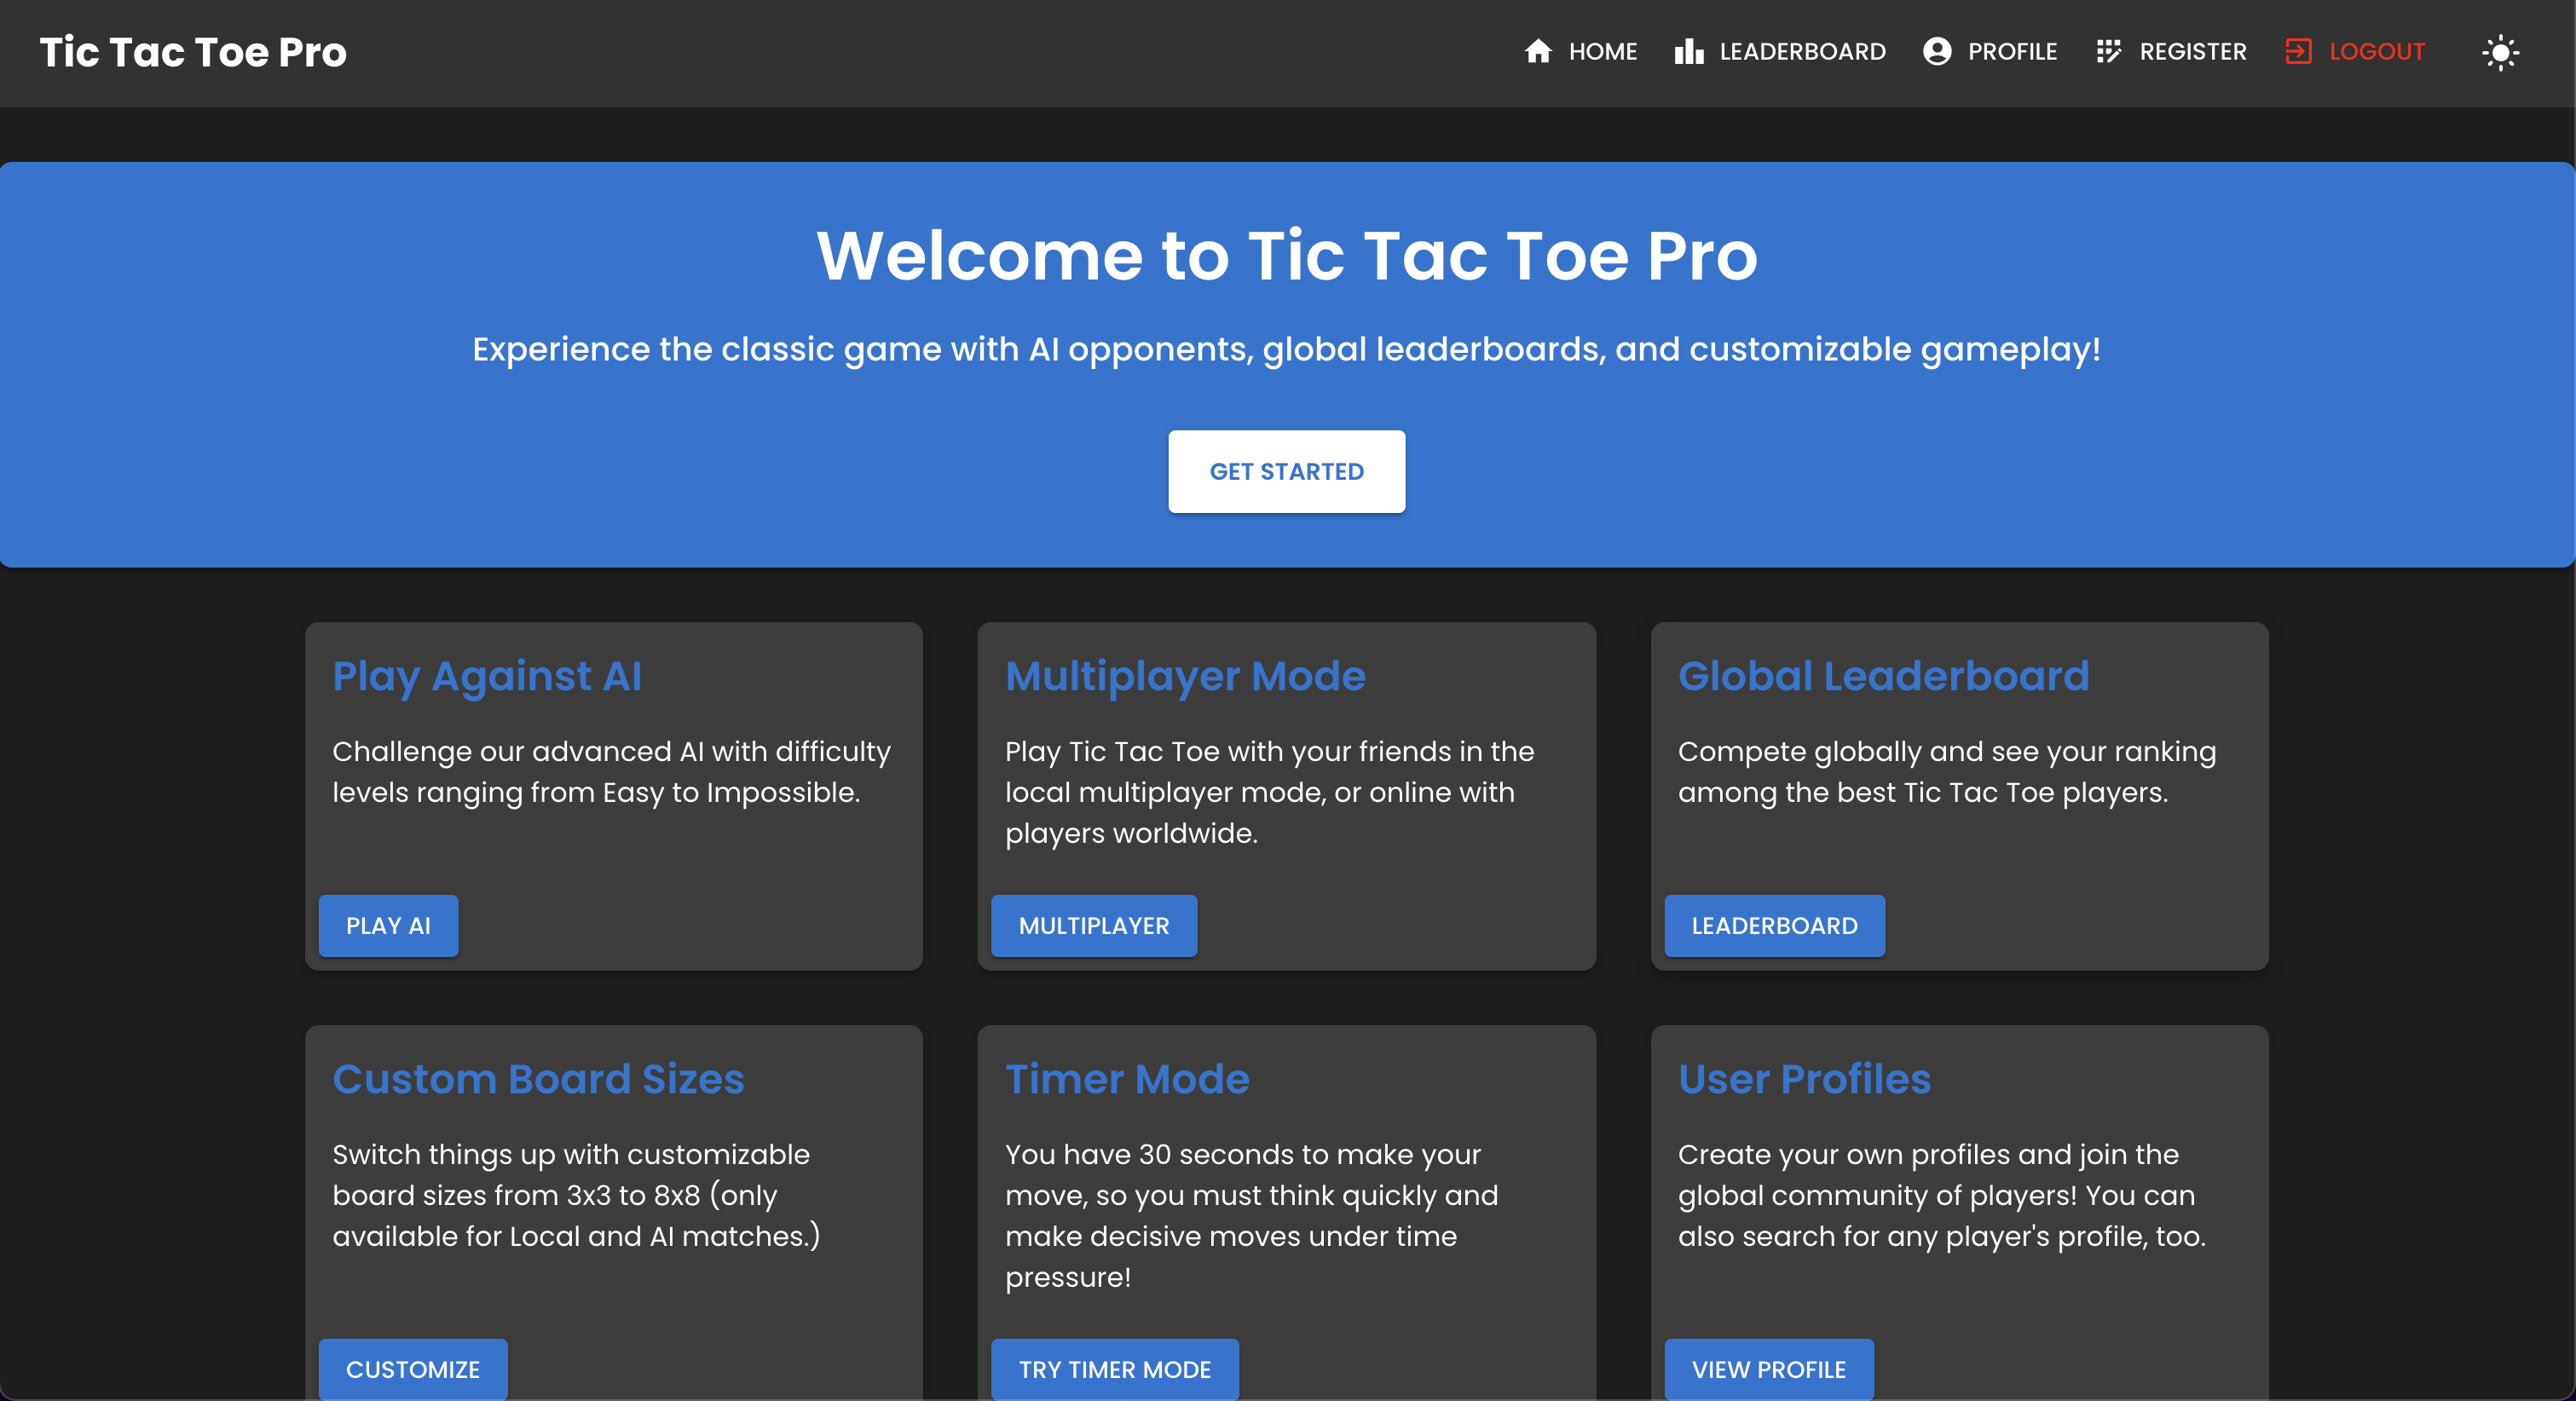 Tic Tac Toe Pro
HOME
LEADERBOARD
PROFILE
REGISTER
LOGOUT
Welcome to Tic Tac Toe Pro
Experience the classic game with AI opponents, global leaderboards, and customizable gameplay!
GET STARTED
Play Against AI
Challenge our advanced AI with difficulty
levels ranging from Easy to Impossible.
PLAY AI
Multiplayer Mode
Play Tic Tac Toe with your friends in the
local multiplayer mode, or online with
players worldwide.
MULTIPLAYER
Global Leaderboard
Compete globally and see your ranking
among the best Tic Tac Toe players.
LEADERBOARD
Custom Board Sizes
Switch things up with customizable
board sizes from 3x3 to 8x8 (only
available for Local and AI matches.)
CUSTOMIZE
Timer Mode
You have 30 seconds to make your
move, so you must think quickly and
make decisive moves under time
pressure!
TRY TIMER MODE
User Profiles
Create your own profiles and join the
global community of players! You can
also search for any player's profile, too.
VIEW PROFILE